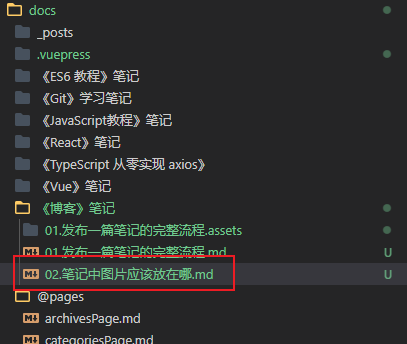 docs
_posts
.vuepress
《ES6 教程》笔记
《Git》学习笔记
《JavaScript教程》笔记
《React》笔记
《TypeScript 从零实现 axios》
《Vue》笔记
《博客》笔记
01.发布一篇笔记的完整流程.assets
01.发布一篇笔记的完整流程.md U
02.笔记中图片应该放在哪.md U
@pages
archivesPage.md
categoriesPage.md